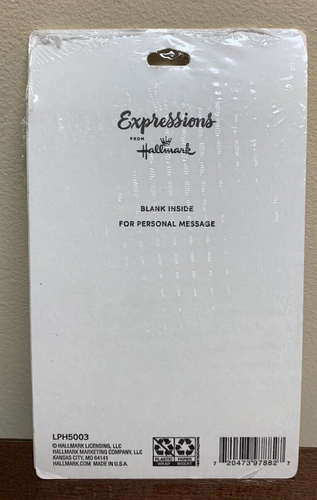 Expressions
FROM
Hallmark
BLANK INSIDE
FOR PERSONAL MESSAGE
LPH5003
© HALLMARK LICENSING, LLC
HALLMARK MARKETING COMPANY, LLC
KANSAS CITY, MO 64141
HALLMARK.COM MADE IN U.S.A.
PLASTIC WRAP
PAPER INSERT
7 20473 97882 7